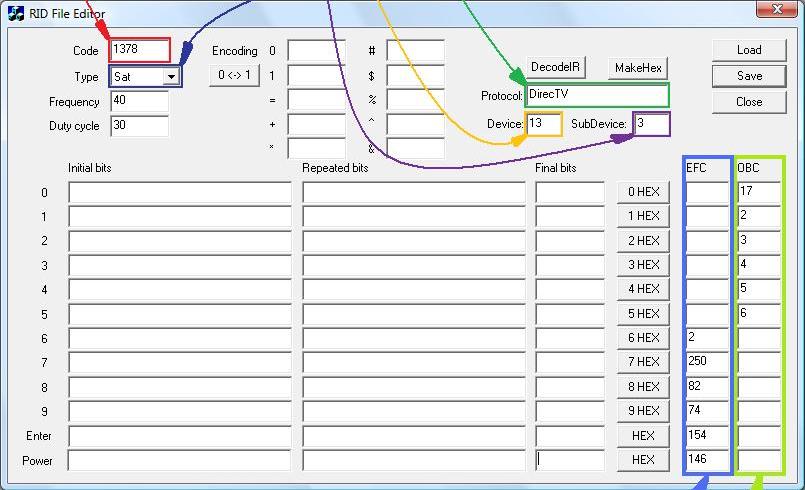 RID File Editor
Code 1378 Encoding 0 # DecodeIR MakeHex Load
Type Sat 0 <-> 1 1 $ Protocol: DirecTV Save
Frequency 40 = % Close
Duty cycle 30 + ^ Device: 13 SubDevice: 3
* &
Initial bits Repeated bits Final bits EFC OBC
0 0 HEX 17
1 1 HEX 2
2 2 HEX 3
3 3 HEX 4
4 4 HEX 5
5 5 HEX 6
6 6 HEX 2
7 7 HEX 250
8 8 HEX 82
9 9 HEX 74
Enter HEX 154
Power HEX 146